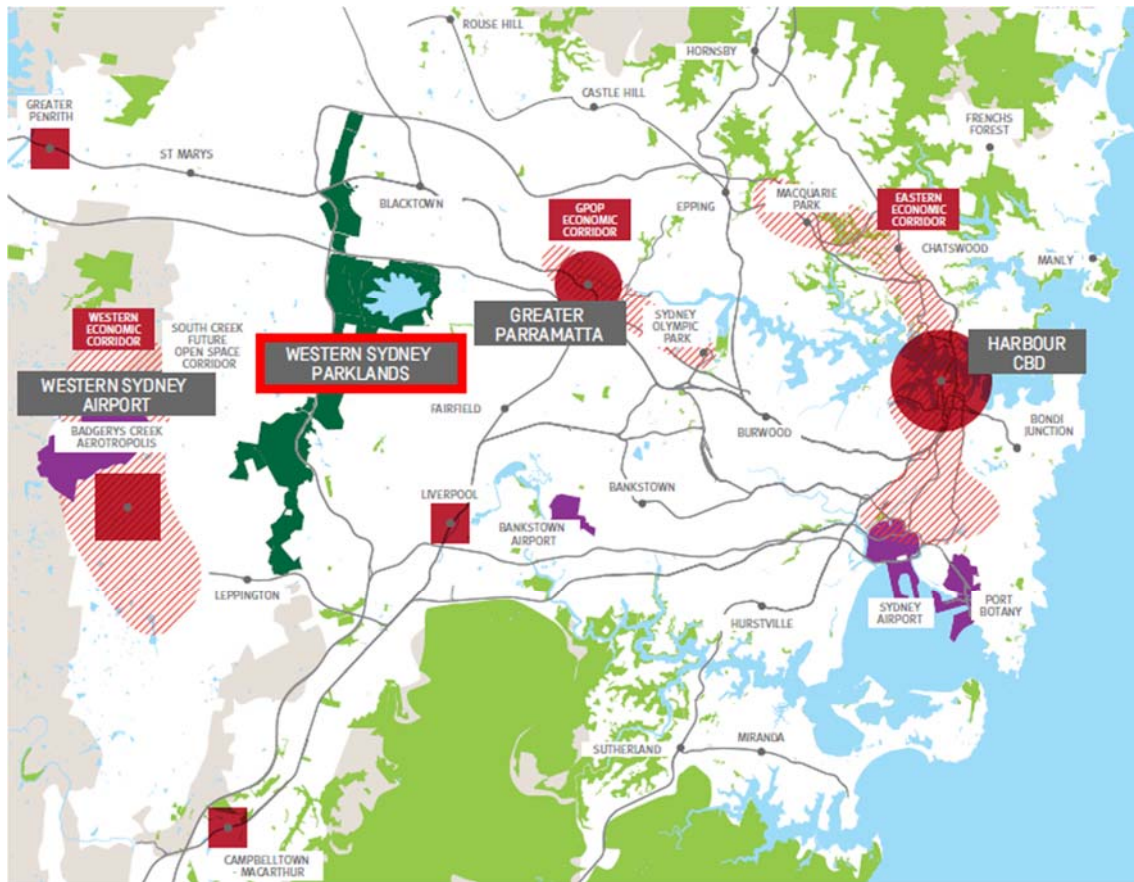 ROUSE HILL
HORNSBY
CASTLE HILL
GREATER
PENRITH
FRENCHS
FOREST
ST MARYS
BLACKTOWN
GPOP
ECONOMIC
CORRIDOR
EPPING
MACQUARIE
PARK
EASTERN
ECONOMIC
CORRIDOR
CHATSWOOD
MANLY
WESTERN
ECONOMIC
CORRIDOR
SOUTH CREEK
FUTURE
OPEN SPACE
CORRIDOR
GREATER
PARRAMATTA
SYDNEY
OLYMPIC
PARK
WESTERN SYDNEY
PARKLANDS
HARBOUR
CBD
WESTERN SYDNEY
AIRPORT
BADGERYS CREEK
AEROTROPOLIS
FAIRFIELD
BURWOOD
BONDI
JUNCTION
LIVERPOOL
BANKSTOWN
BANKSTOWN
AIRPORT
LEPPINGTON
HURSTVILLE
SYDNEY
AIRPORT
PORT
BOTANY
SUTHERLAND
MIRANDA
CAMPBELLTOWN
- MACARTHUR